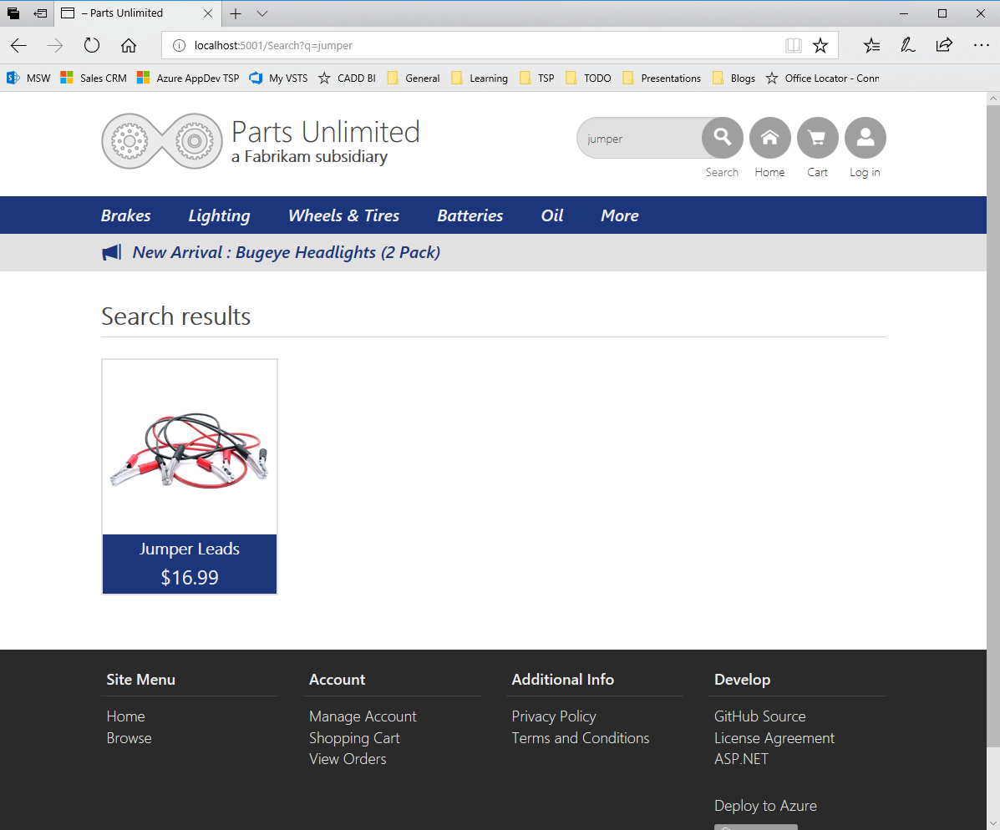 – Parts Unlimited
localhost:5001/Search?q=jumper
MSW Sales CRM Azure AppDev TSP My VSTS CADD BI General Learning TSP TODO Presentations Blogs Office Locator - Conn
Parts Unlimited
a Fabrikam subsidiary
jumper
Search Home Cart Log in
Brakes Lighting Wheels & Tires Batteries Oil More
New Arrival : Bugeye Headlights (2 Pack)
Search results
Jumper Leads
$16.99
Site Menu Account Additional Info Develop
Home Manage Account Privacy Policy GitHub Source
Browse Shopping Cart Terms and Conditions License Agreement
View Orders ASP.NET
Deploy to Azure